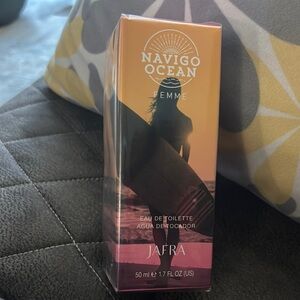 NAVIGO
OCEAN
FEMME
EAU DE TOILETTE
AGUA DE TOCADOR
JAFRA
50 ml ℮ 1.7 FL OZ (US)